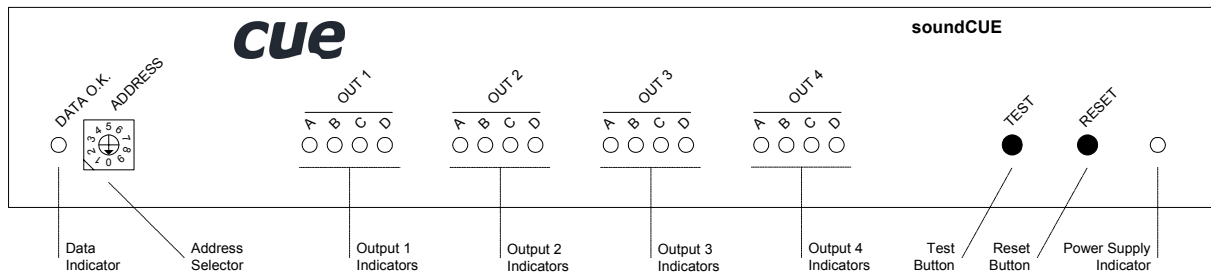 cue
soundCUE
DATA O.K.
ADDRESS
0 1 2 3 4 5 6 7 8 9
OUT 1
A B C D
OUT 2
A B C D
OUT 3
A B C D
OUT 4
A B C D
TEST
RESET
Data
Indicator
Address
Selector
Output 1
Indicators
Output 2
Indicators
Output 3
Indicators
Output 4
Indicators
Test
Button
Reset
Button
Power Supply
Indicator